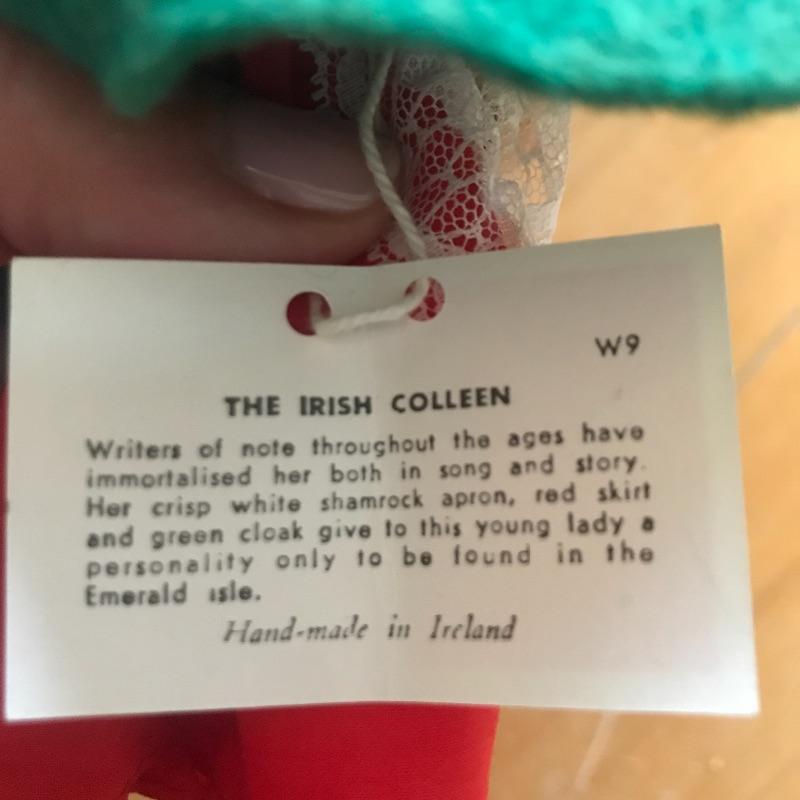 W9
THE IRISH COLLEEN
Writers of note throughout the ages have
immortalised her both in song and story.
Her crisp white shamrock apron, red skirt
and green cloak give to this young lady a
personality only to be found in the
Emerald Isle.
Hand-made in Ireland